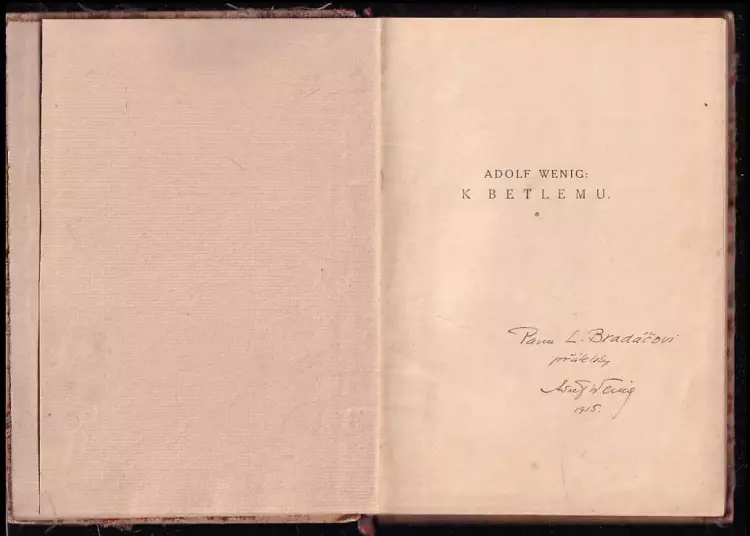 ADOLF WENIG:
K BETLEMU.
Panu L. Bradáčovi
přátelsky
Adolf Wenig
1915.